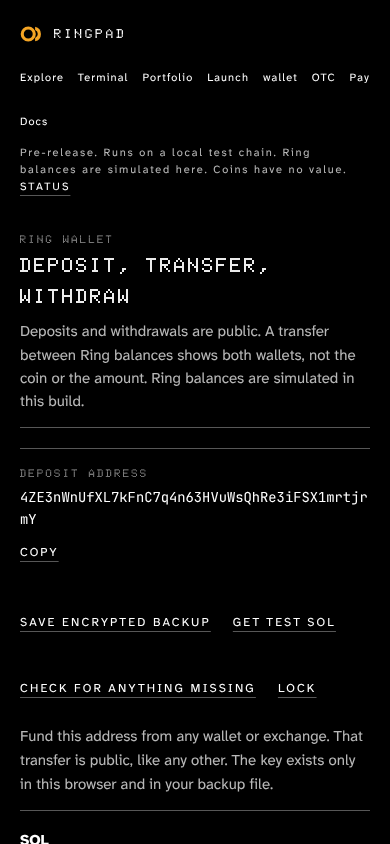 RINGPAD
Explore Terminal Portfolio Launch wallet OTC Pay
Docs
Pre-release. Runs on a local test chain. Ring
balances are simulated here. Coins have no value.
STATUS
RING WALLET
DEPOSIT, TRANSFER,
WITHDRAW
Deposits and withdrawals are public. A transfer
between Ring balances shows both wallets, not the
coin or the amount. Ring balances are simulated in
this build.
DEPOSIT ADDRESS
4ZE3nWnUfXL7kFnC7q4n63HVuWsQhRe3iFSX1mrtjr
mY
COPY
SAVE ENCRYPTED BACKUP GET TEST SOL
CHECK FOR ANYTHING MISSING LOCK
Fund this address from any wallet or exchange. That
transfer is public, like any other. The key exists only
in this browser and in your backup file.
SOL